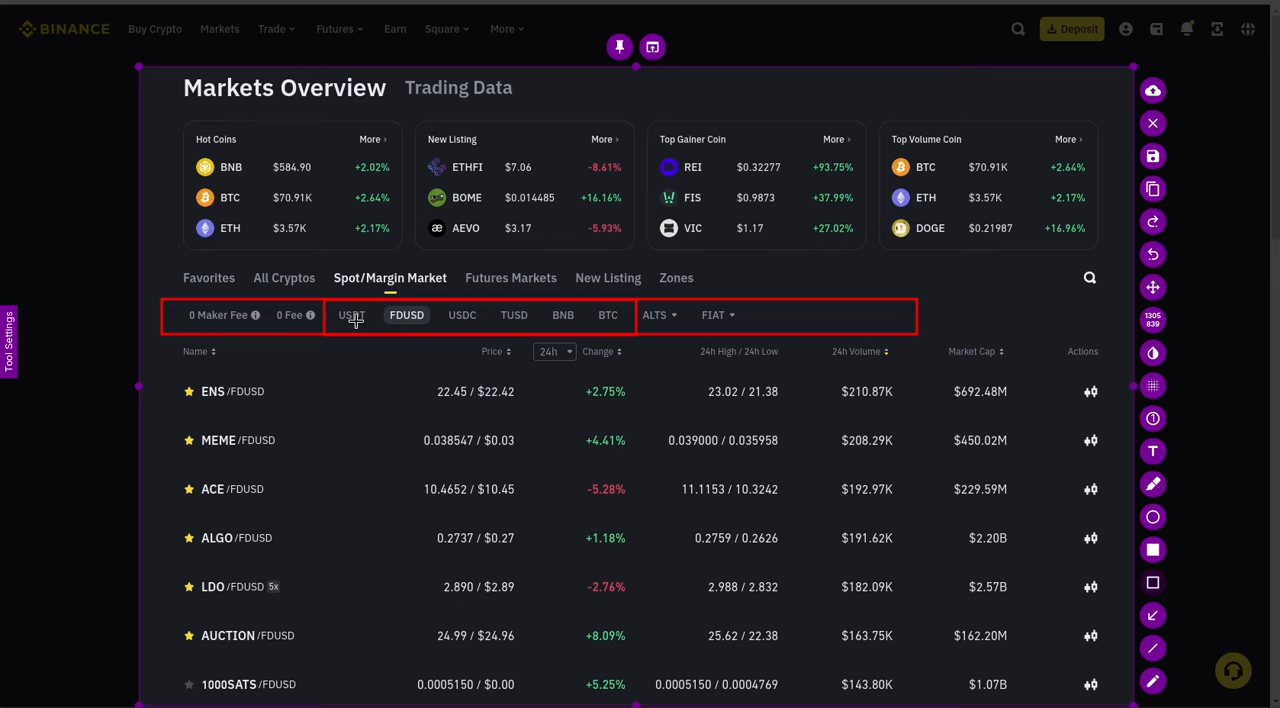 BINANCE Buy Crypto Markets Trade Futures Earn Square More Deposit
Markets Overview Trading Data
Hot Coins More
BNB $584.90 +2.02%
BTC $70.91K +2.64%
ETH $3.57K +2.17%
New Listing More
ETHFI $7.06 -8.61%
BOME $0.014485 +16.16%
AEVO $3.17 -5.93%
Top Gainer Coin More
REI $0.32277 +93.75%
FIS $0.9873 +37.99%
VIC $1.17 +27.02%
Top Volume Coin More
BTC $70.91K +2.64%
ETH $3.57K +2.17%
DOGE $0.21987 +16.96%
Favorites All Cryptos Spot/Margin Market Futures Markets New Listing Zones
0 Maker Fee 0 Fee USDT FDUSD USDC TUSD BNB BTC ALTS FIAT
Name Price 24h Change 24h High / 24h Low 24h Volume Market Cap Actions
ENS /FDUSD 22.45 / $22.42 +2.75% 23.02 / 21.38 $210.87K $692.48M
MEME /FDUSD 0.038547 / $0.03 +4.41% 0.039000 / 0.035958 $208.29K $450.02M
ACE /FDUSD 10.4652 / $10.45 -5.28% 11.1153 / 10.3242 $192.97K $229.59M
ALGO /FDUSD 0.2737 / $0.27 +1.18% 0.2759 / 0.2626 $191.62K $2.20B
LDO /FDUSD 5x 2.890 / $2.89 -2.76% 2.988 / 2.832 $182.09K $2.57B
AUCTION /FDUSD 24.99 / $24.96 +8.09% 25.62 / 22.38 $163.75K $162.20M
1000SATS /FDUSD 0.0005150 / $0.00 +5.25% 0.0005150 / 0.0004769 $143.80K $1.07B
Tool Settings
1305
839
1
T